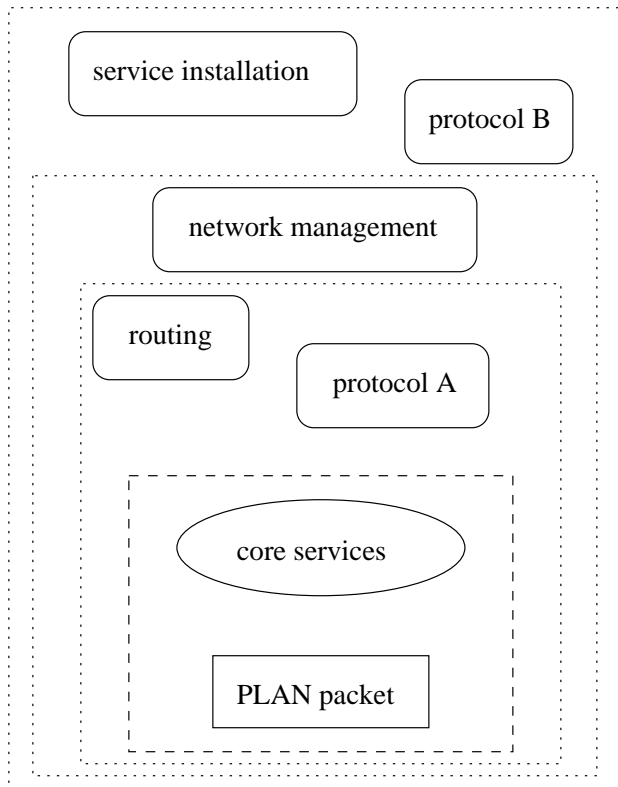 service installation
protocol B
network management
routing
protocol A
core services
PLAN packet